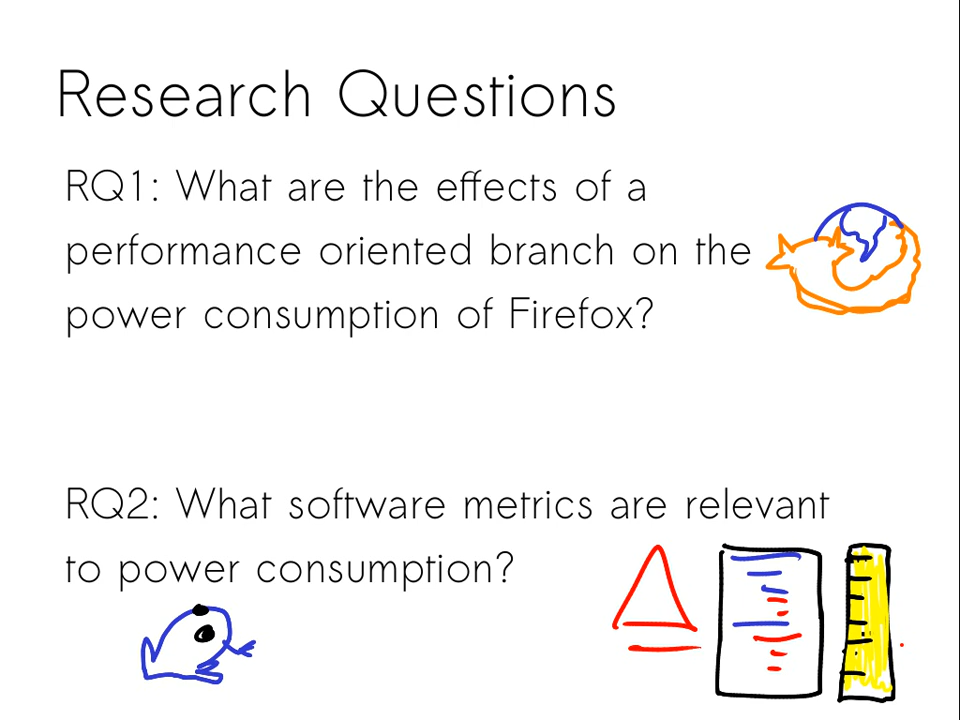 Research Questions
RQ1: What are the effects of a
performance oriented branch on the
power consumption of Firefox?
RQ2: What software metrics are relevant
to power consumption?